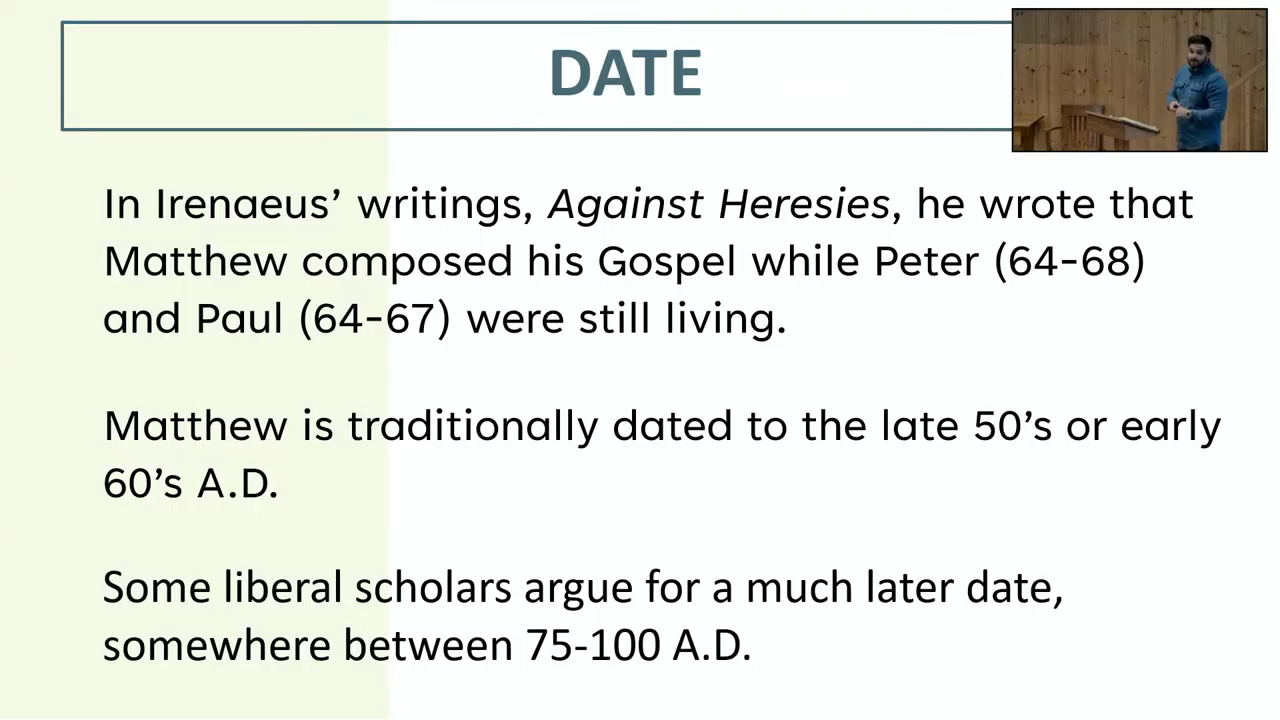 DATE
In Irenaeus’ writings, Against Heresies, he wrote that
Matthew composed his Gospel while Peter (64-68)
and Paul (64-67) were still living.
Matthew is traditionally dated to the late 50’s or early
60’s A.D.
Some liberal scholars argue for a much later date,
somewhere between 75-100 A.D.